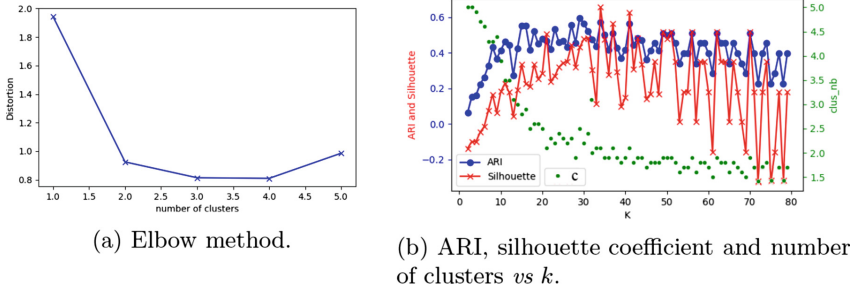 2.0
1.8
1.6
1.4
1.2
1.0
0.8
Distortion
1.0 1.5 2.0 2.5 3.0 3.5 4.0 4.5 5.0
number of clusters
(a) Elbow method.
0.6
0.4
0.2
0.0
−0.2
ARI and Silhouette
ARI
Silhouette
c
0 10 20 30 40 50 60 70 80
K
5.0
4.5
4.0
3.5
3.0
2.5
2.0
1.5
clus_nb
(b) ARI, silhouette coefficient and number
of clusters vs k.